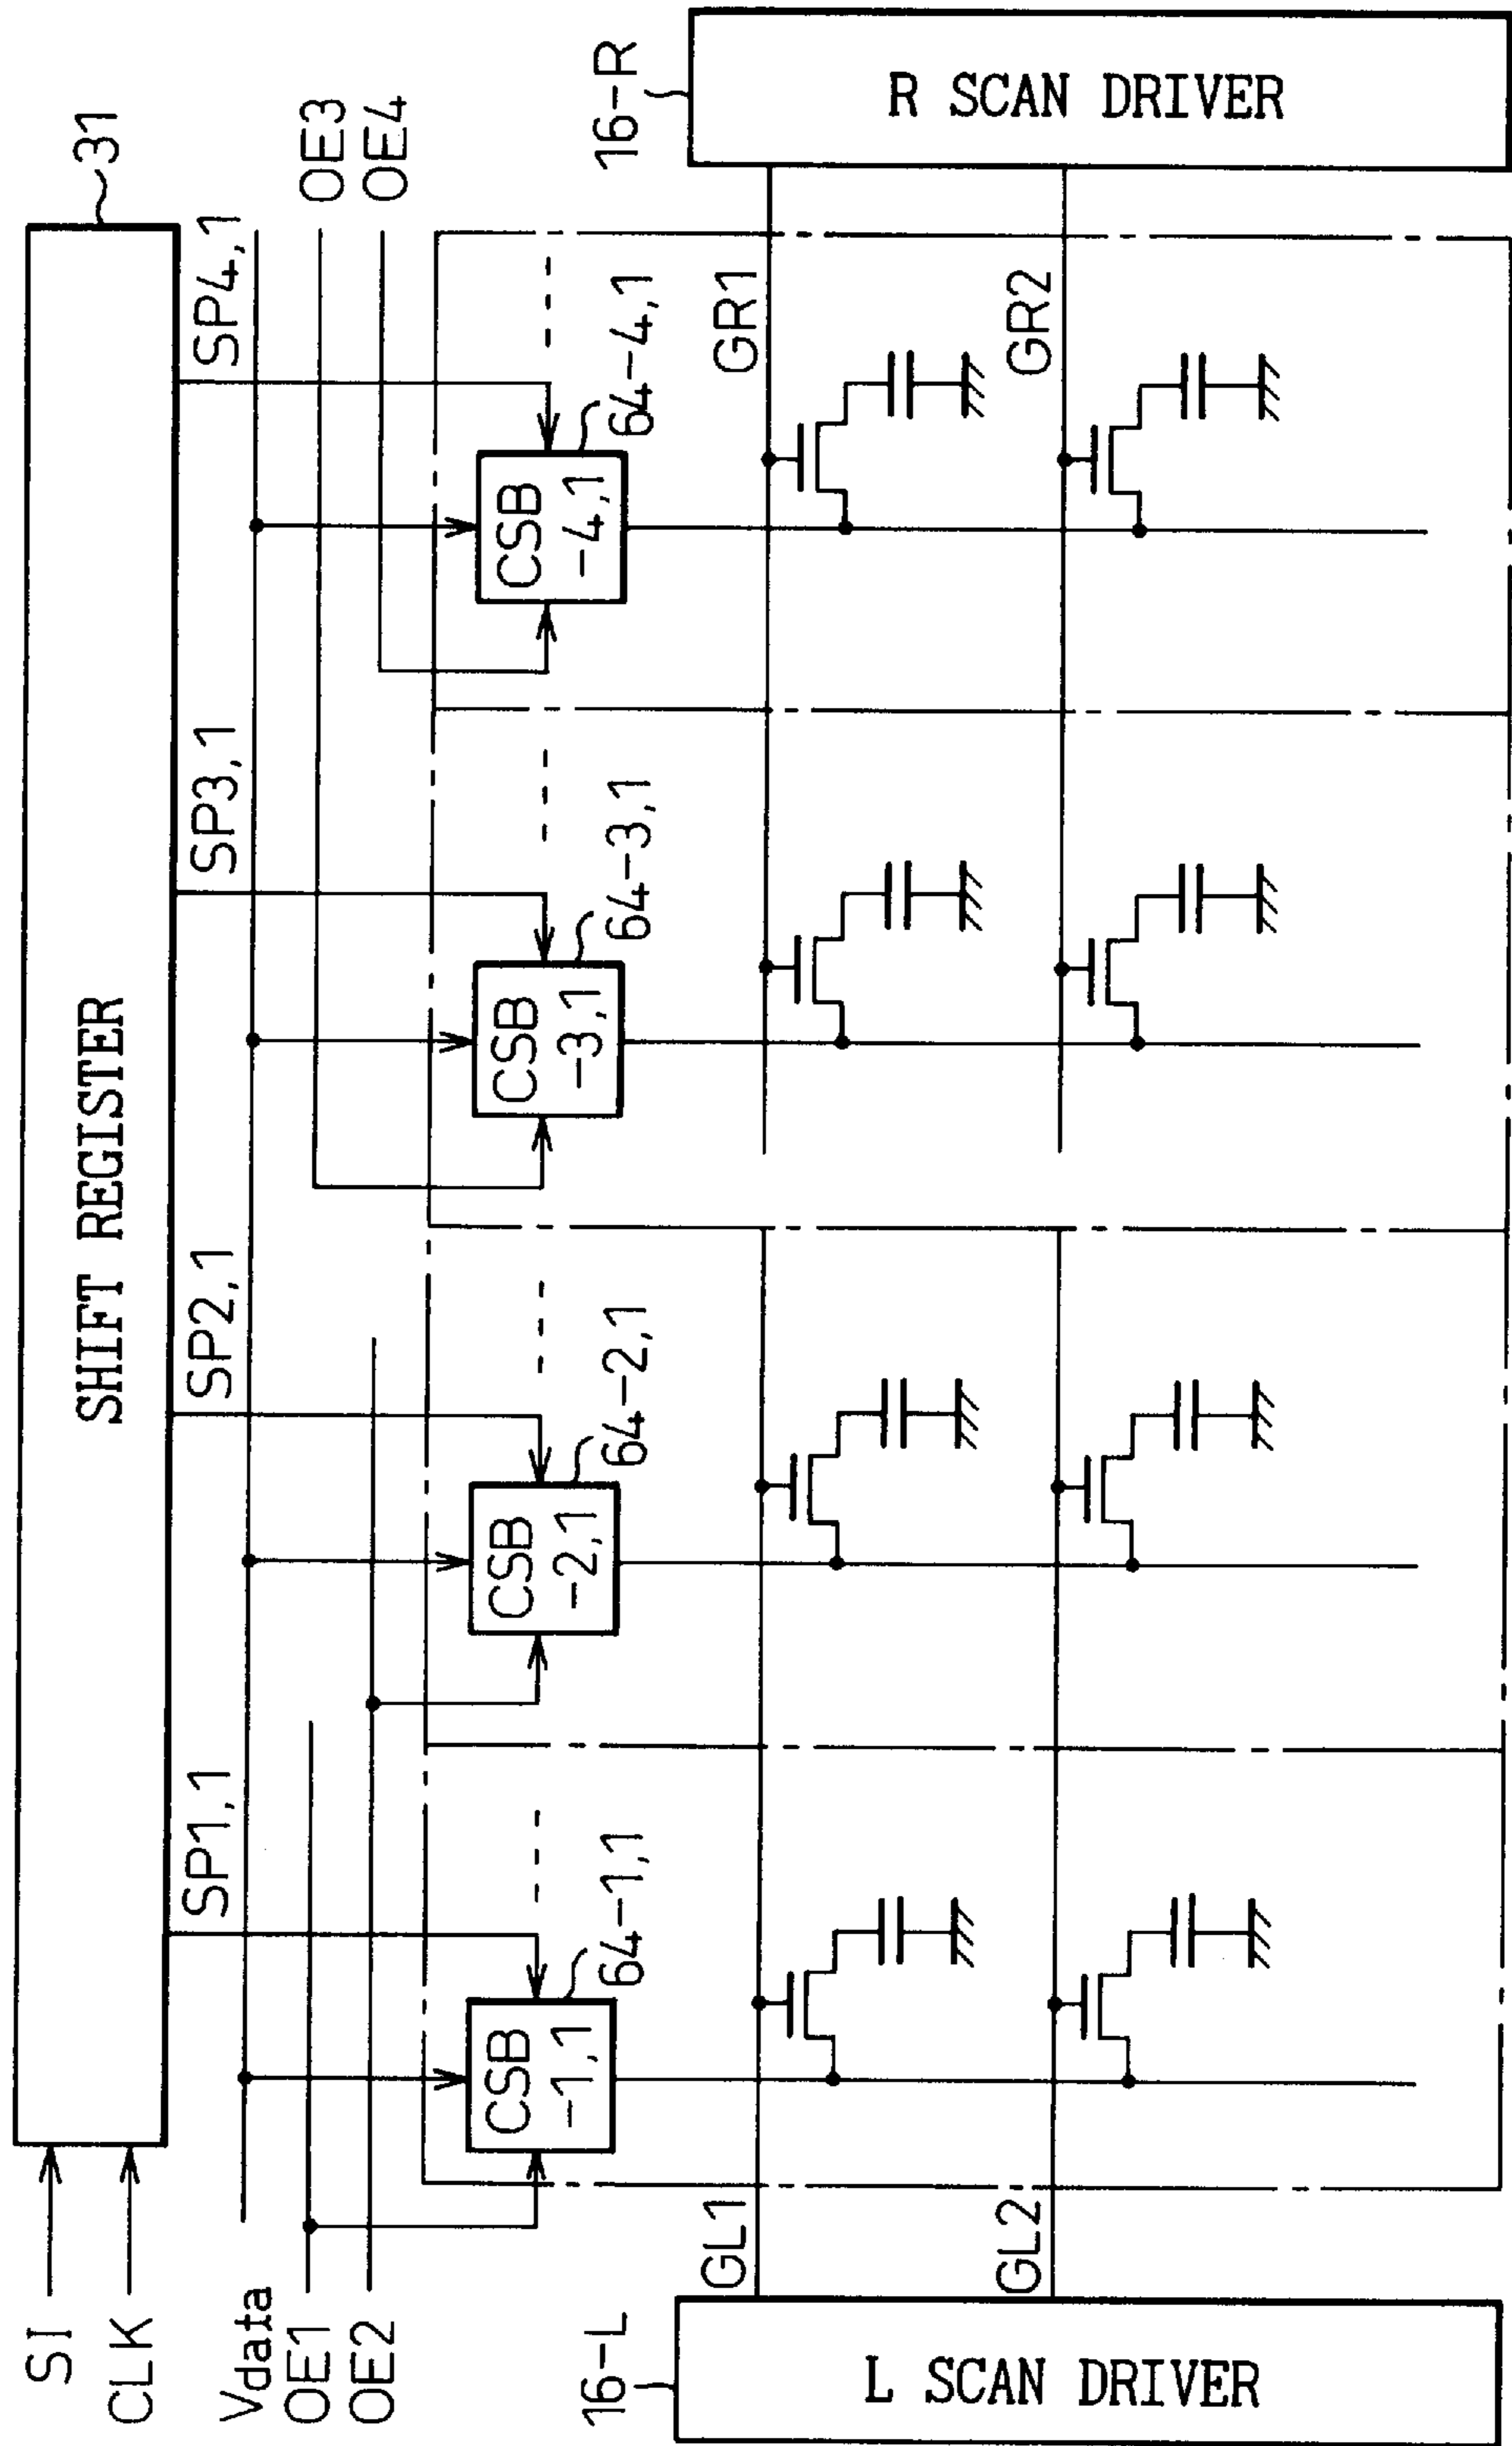 SHIFT REGISTER
31
SI
CLK
SP1,1
SP2,1
SP3,1
SP4,1
Vdata
OE1
OE2
OE3
OE4
CSB
-1,1
64-1,1
CSB
-2,1
64-2,1
CSB
-3,1
64-3,1
CSB
-4,1
64-4,1
16-L
L SCAN DRIVER
GL1
GL2
GR1
GR2
16-R
R SCAN DRIVER